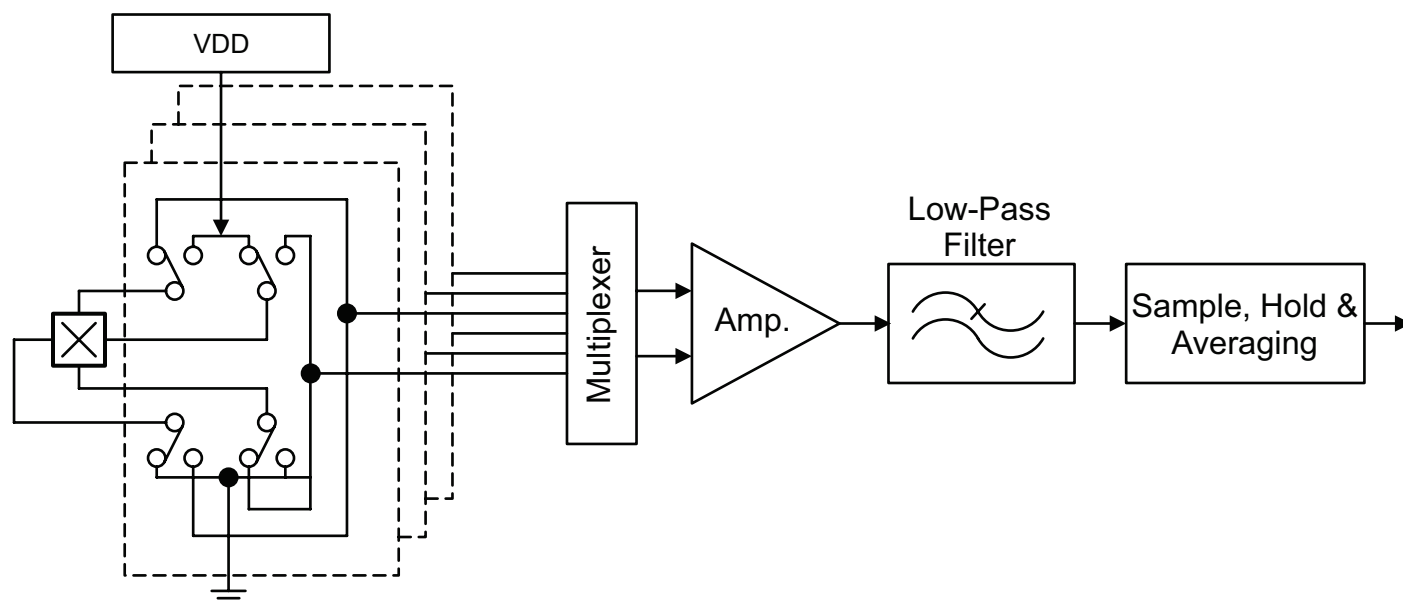 VDD
Multiplexer
Amp.
Low-Pass
Filter
Sample, Hold &
Averaging